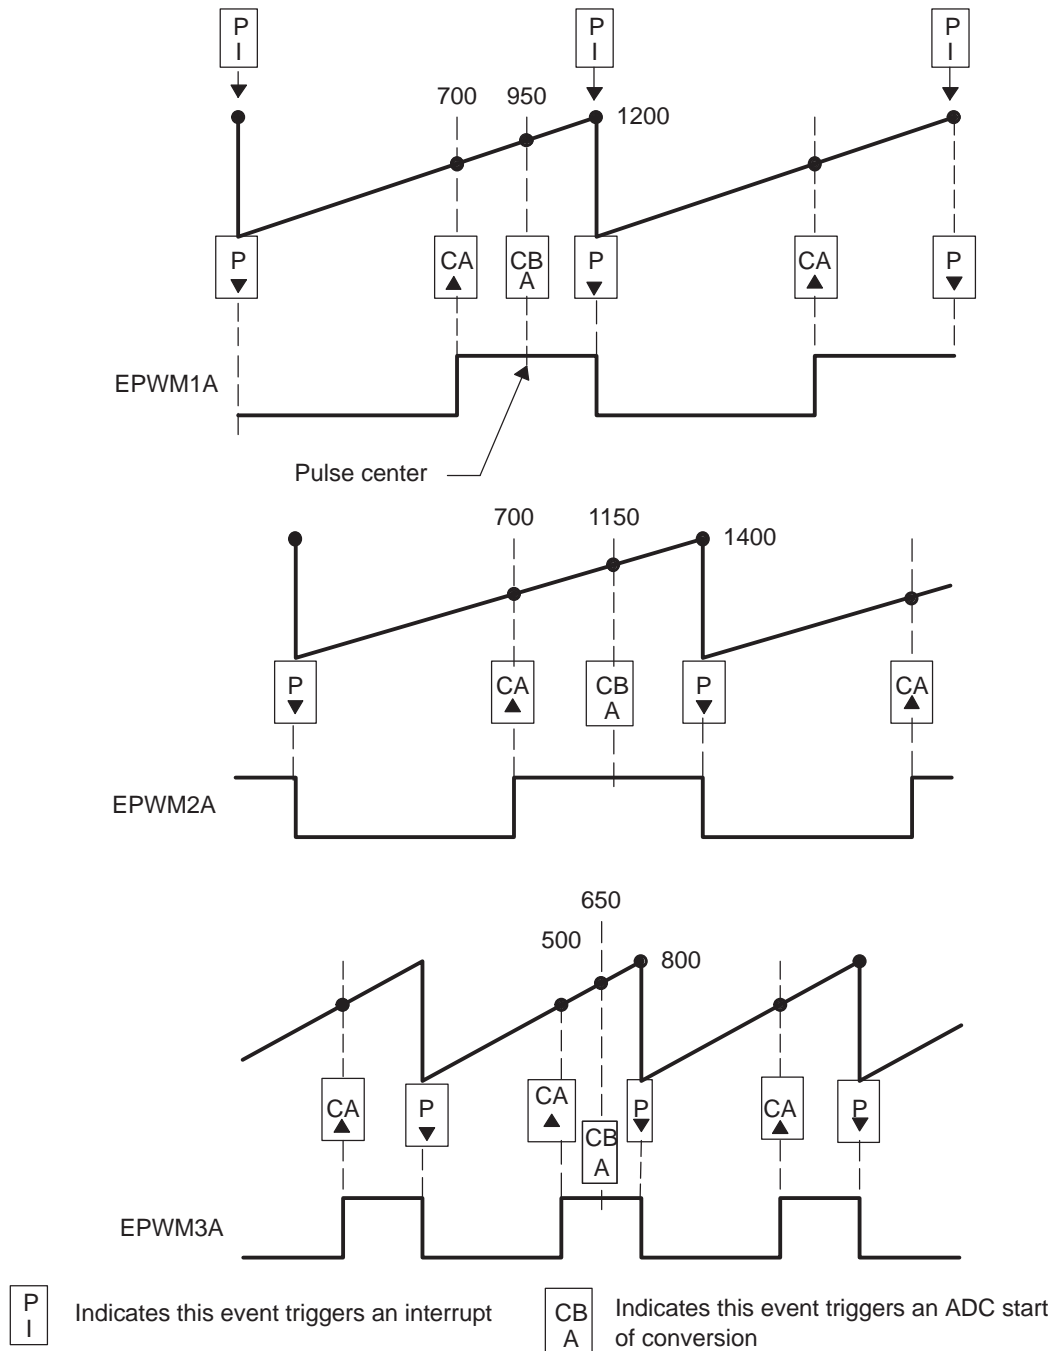 P P P
I I I
700 950
1200
P CA CB P CA P
A
EPWM1A
Pulse center
700 1150
1400
P CA CB P CA
A
EPWM2A
650
500
800
CA P CA P CA P
CB
A
EPWM3A
P
I
Indicates this event triggers an interrupt
CB
A
Indicates this event triggers an ADC start
of conversion